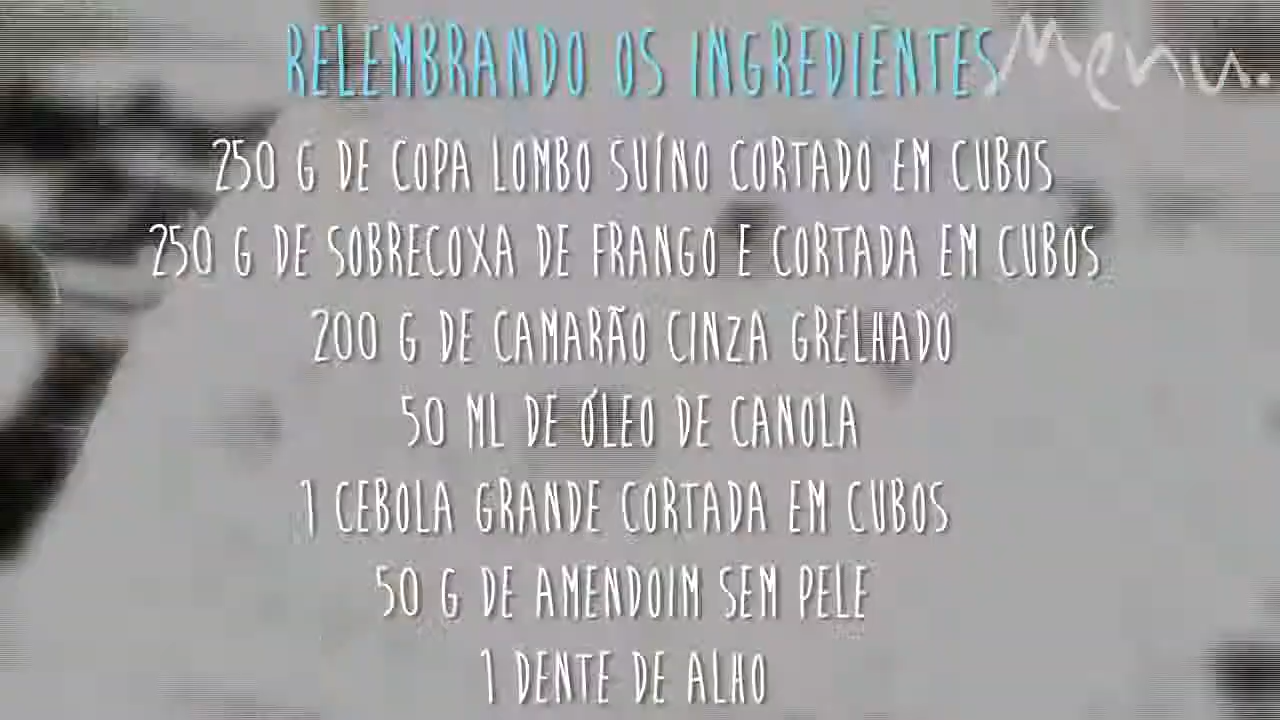 RELEMBRANDO OS INGREDIENTES
Menu.
250 G DE COPA LOMBO SUÍNO CORTADO EM CUBOS
250 G DE SOBRECOXA DE FRANGO E CORTADA EM CUBOS
200 G DE CAMARÃO CINZA GRELHADO
50 ML DE ÓLEO DE CANOLA
1 CEBOLA GRANDE CORTADA EM CUBOS
50 G DE AMENDOIM SEM PELE
1 DENTE DE ALHO